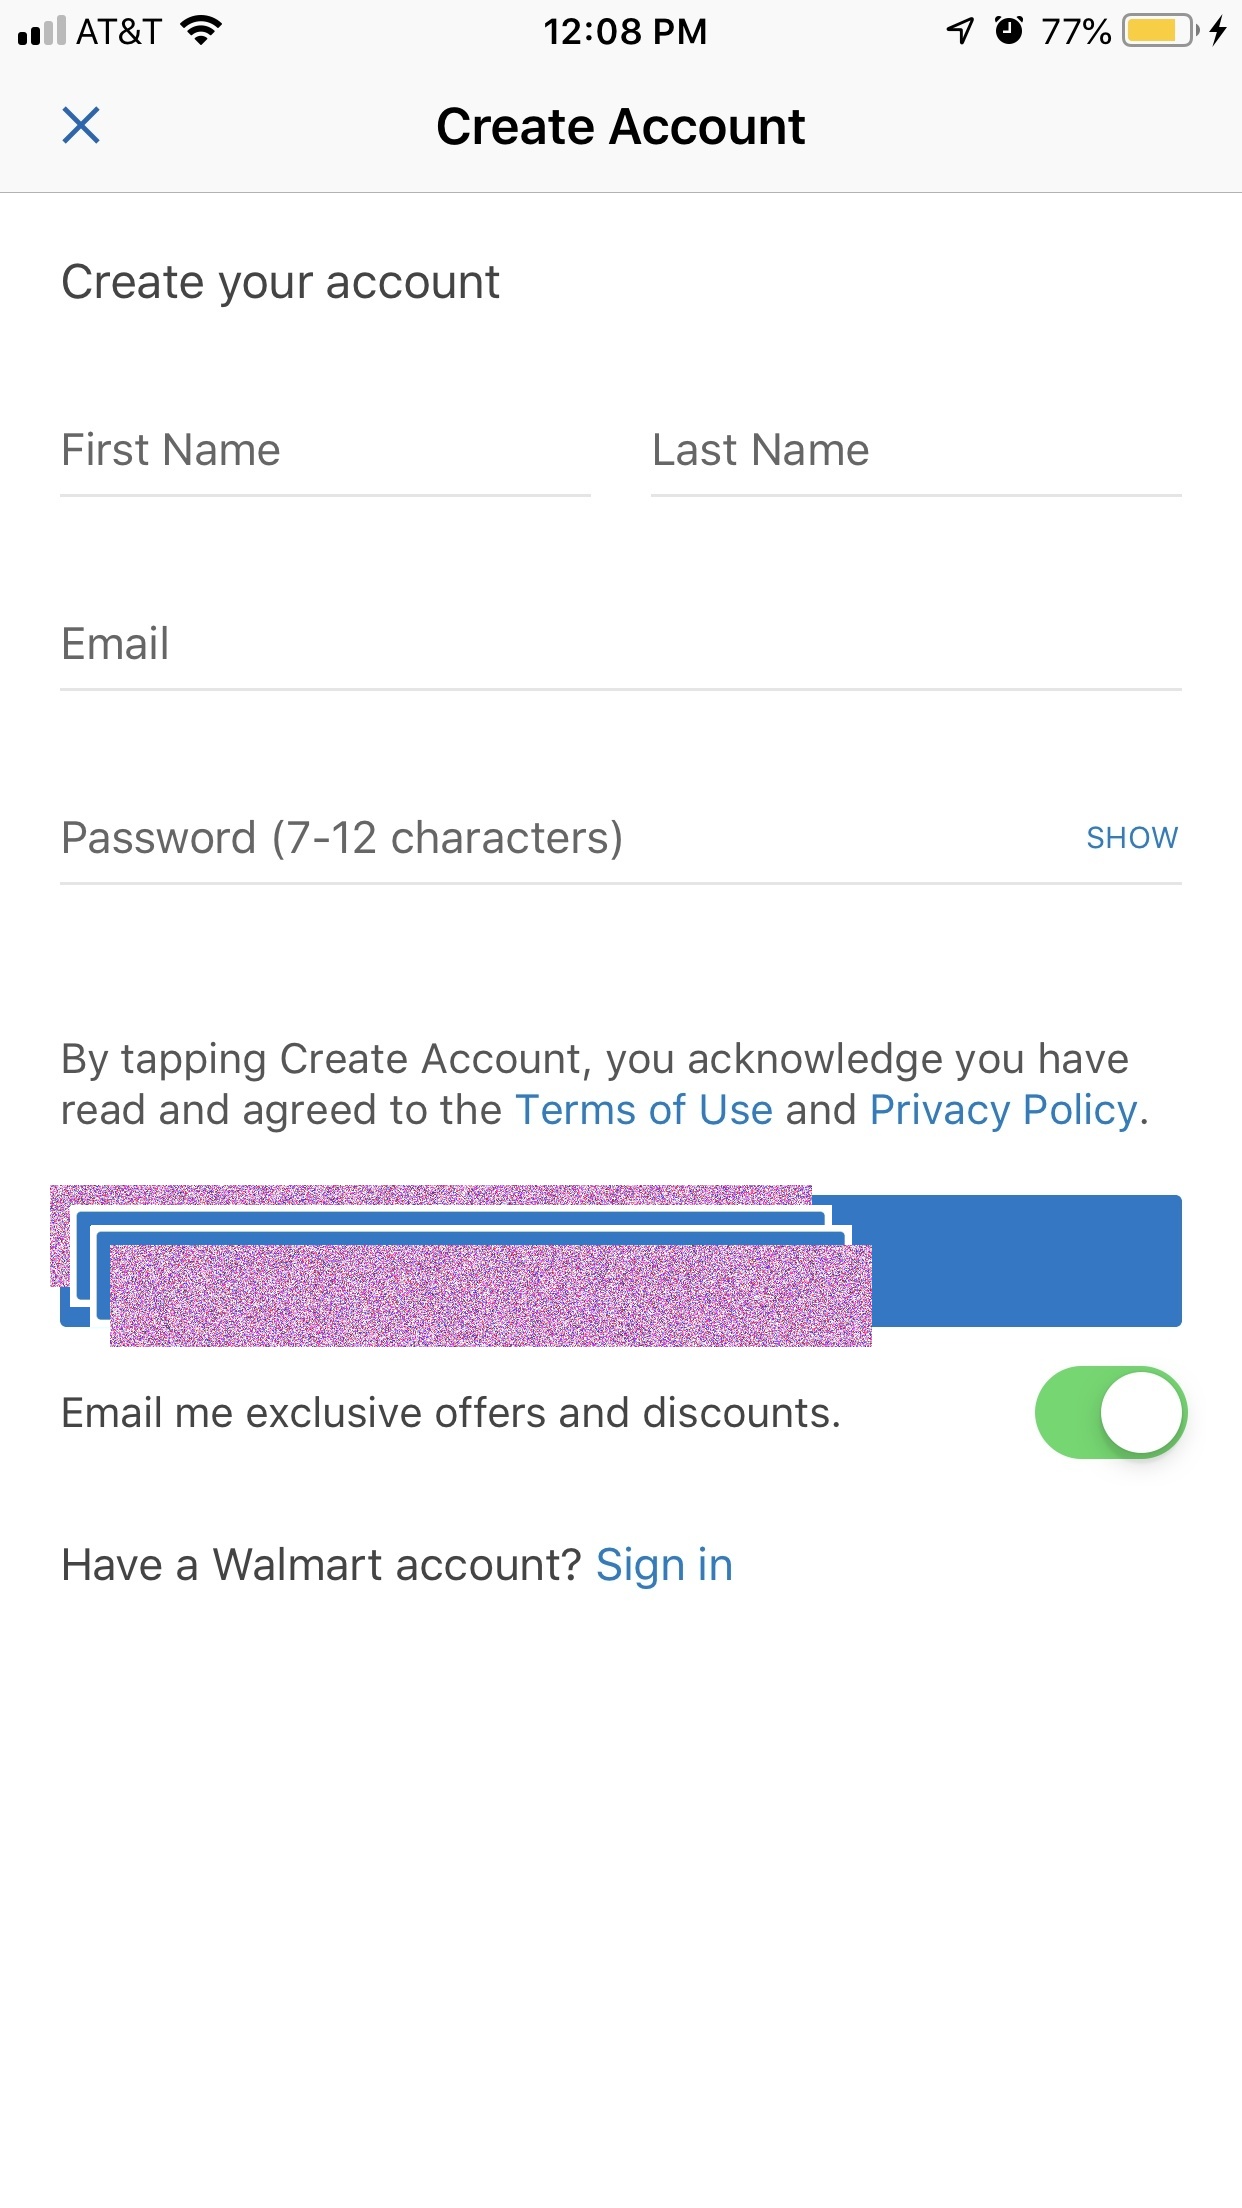 AT&T 12:08 PM 77%
Create Account
Create your account
First Name Last Name
Email
Password (7-12 characters) SHOW
By tapping Create Account, you acknowledge you have
read and agreed to the Terms of Use and Privacy Policy.
Email me exclusive offers and discounts.
Have a Walmart account? Sign in